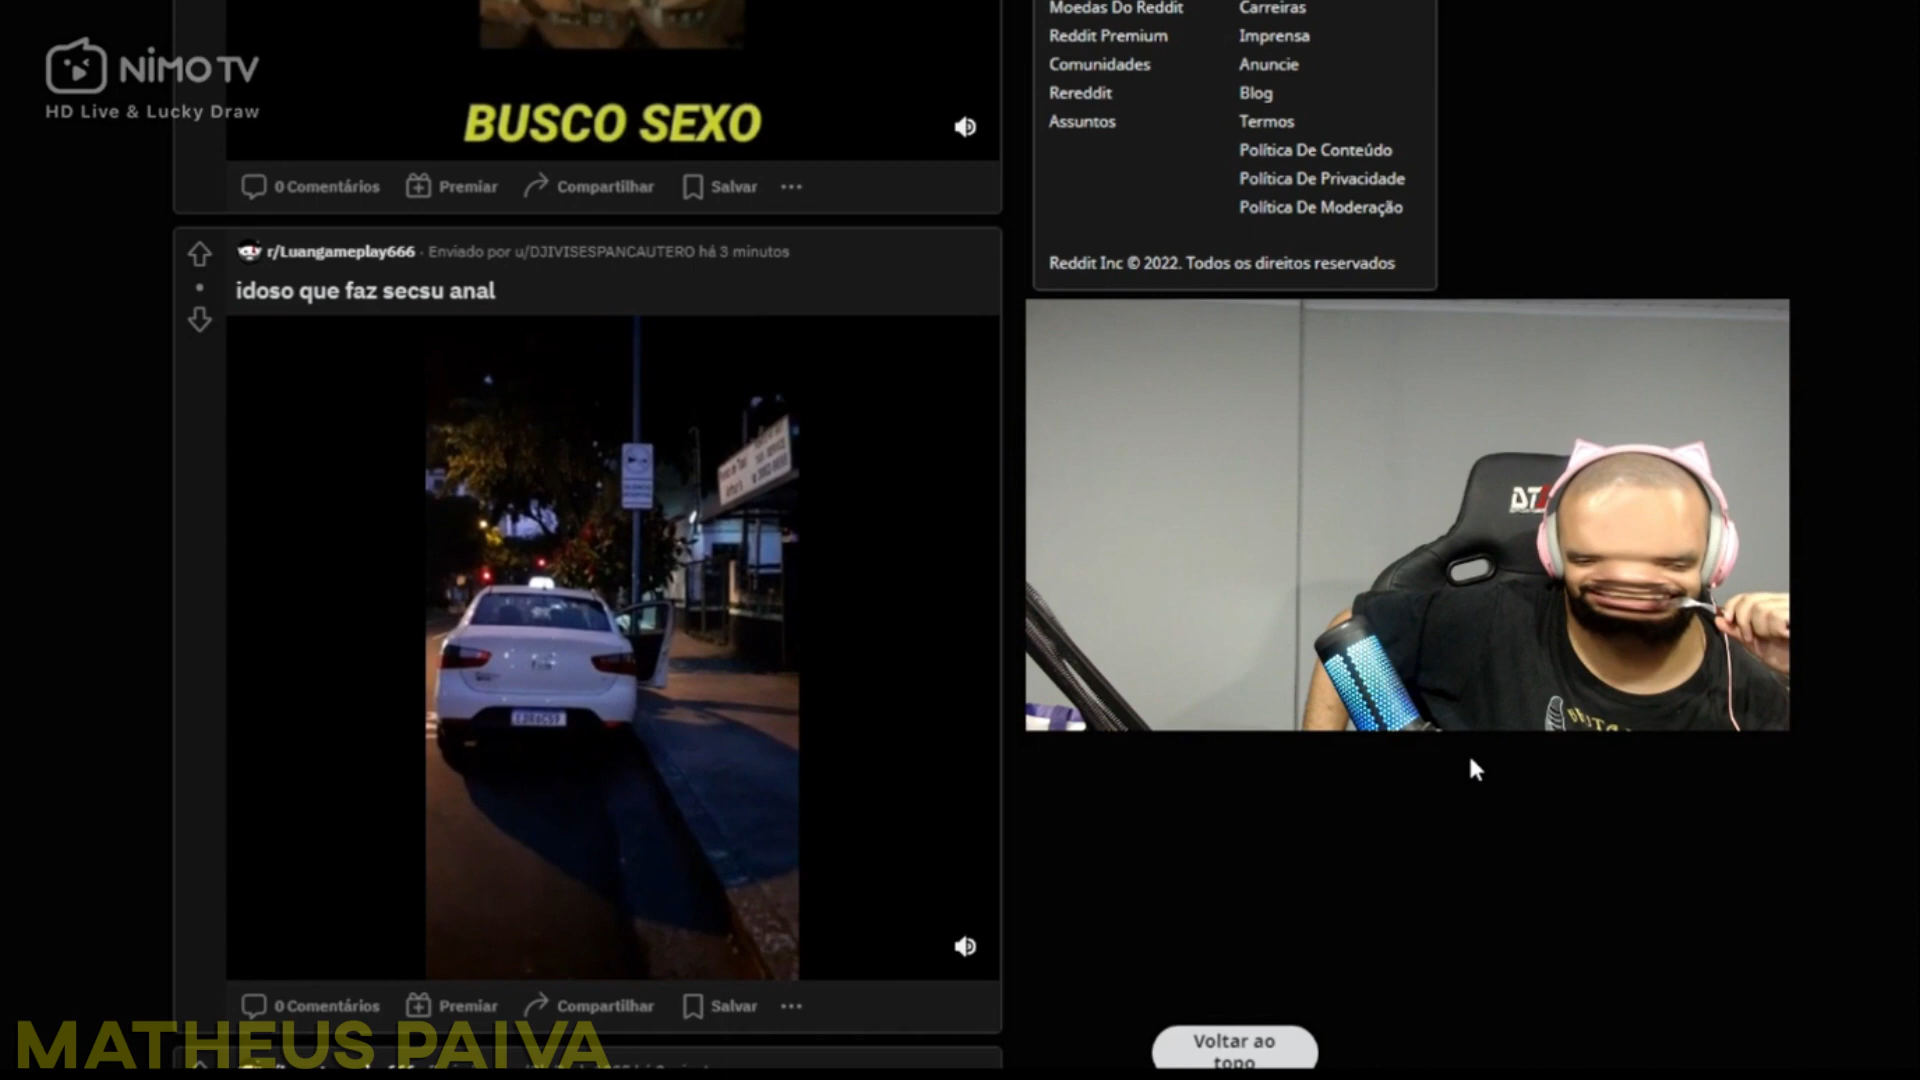 NiMO TV
HD Live & Lucky Draw
BUSCO SEXO
0 Comentários
Premiar
Compartilhar
Salvar
r/Luangameplay666 · Enviado por u/DJIVISESPANCAUTERO há 3 minutos
idoso que faz secsu anal
0 Comentários
Premiar
Compartilhar
Salvar
MATHEUS PAIVA
Moedas Do Reddit
Reddit Premium
Comunidades
Rereddit
Assuntos
Carreiras
Imprensa
Anuncie
Blog
Termos
Política De Conteúdo
Política De Privacidade
Política De Moderação
Reddit Inc © 2022. Todos os direitos reservados
Voltar ao
topo